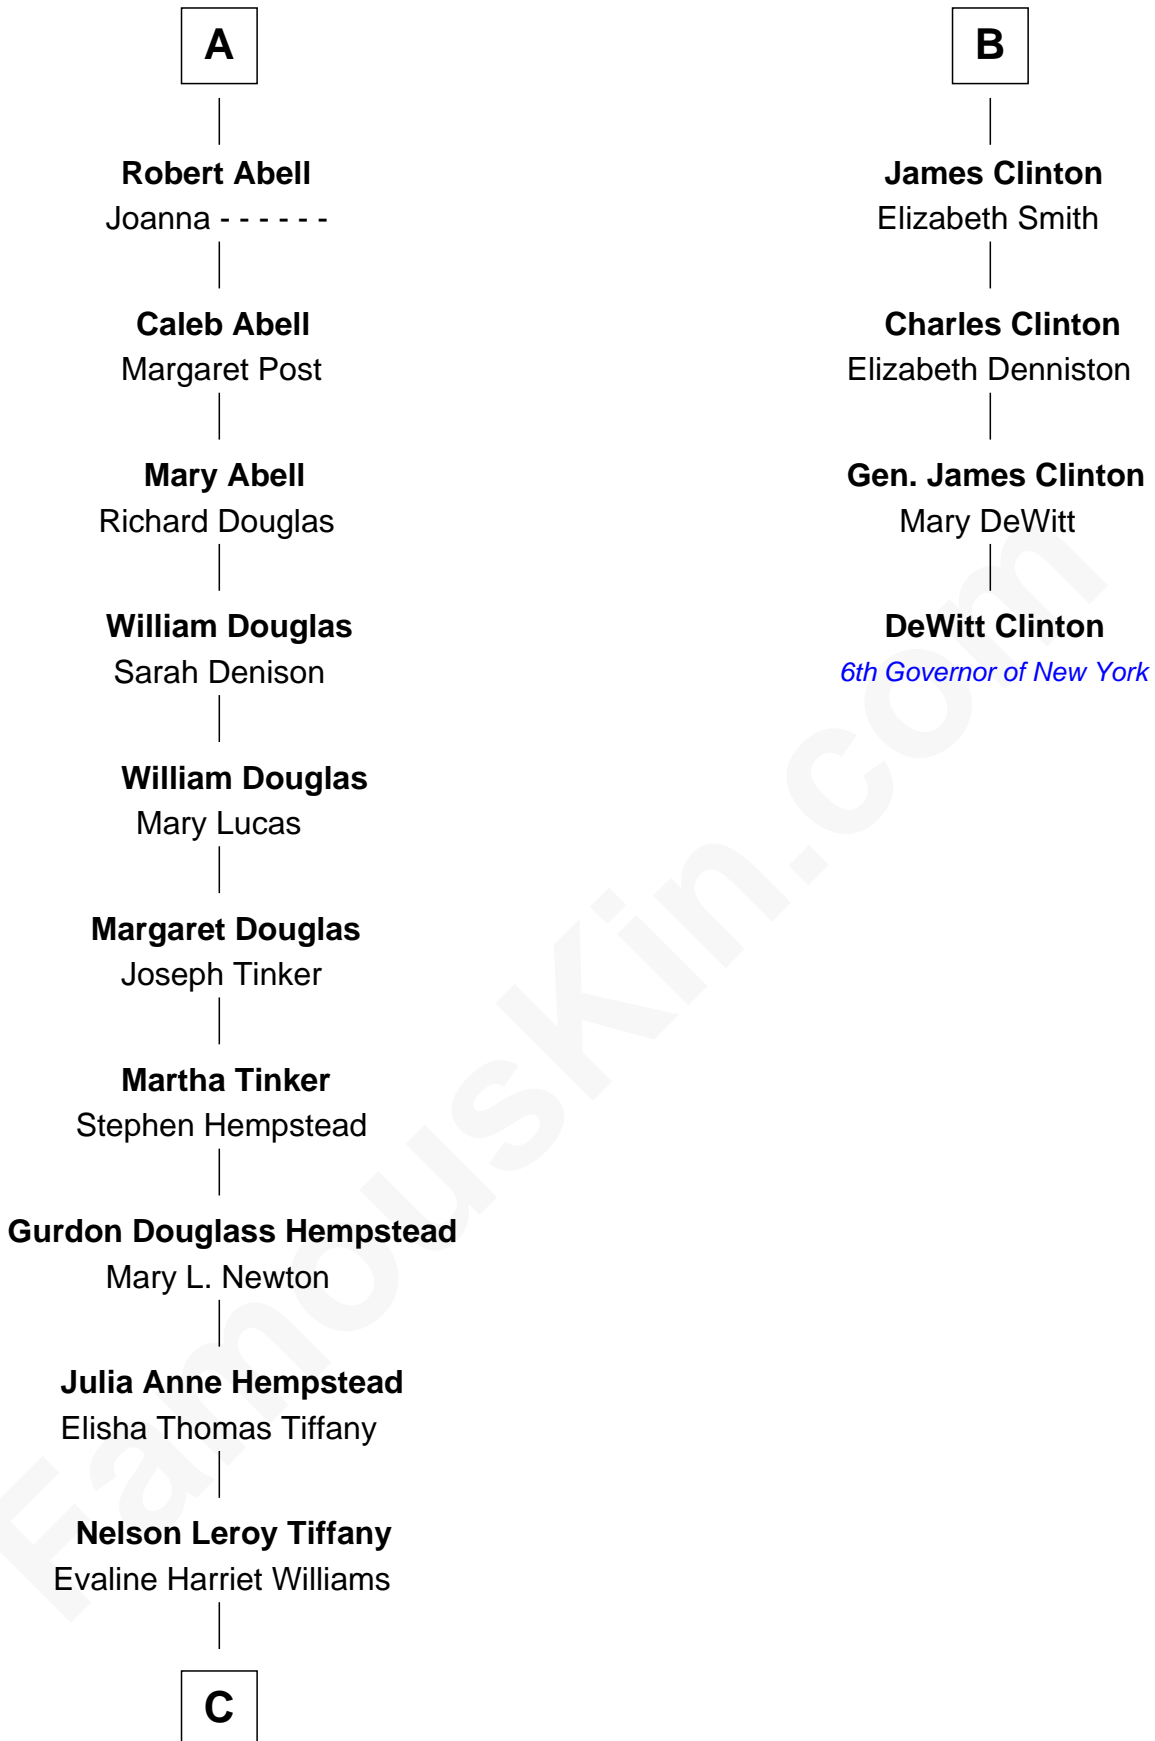 A
Robert Abell
Joanna - - - - - -
Caleb Abell
Margaret Post
Mary Abell
Richard Douglas
William Douglas
Sarah Denison
William Douglas
Mary Lucas
Margaret Douglas
Joseph Tinker
Martha Tinker
Stephen Hempstead
Gurdon Douglass Hempstead
Mary L. Newton
Julia Anne Hempstead
Elisha Thomas Tiffany
Nelson Leroy Tiffany
Evaline Harriet Williams
C
B
James Clinton
Elizabeth Smith
Charles Clinton
Elizabeth Denniston
Gen. James Clinton
Mary DeWitt
DeWitt Clinton
6th Governor of New York
FamousKin.com